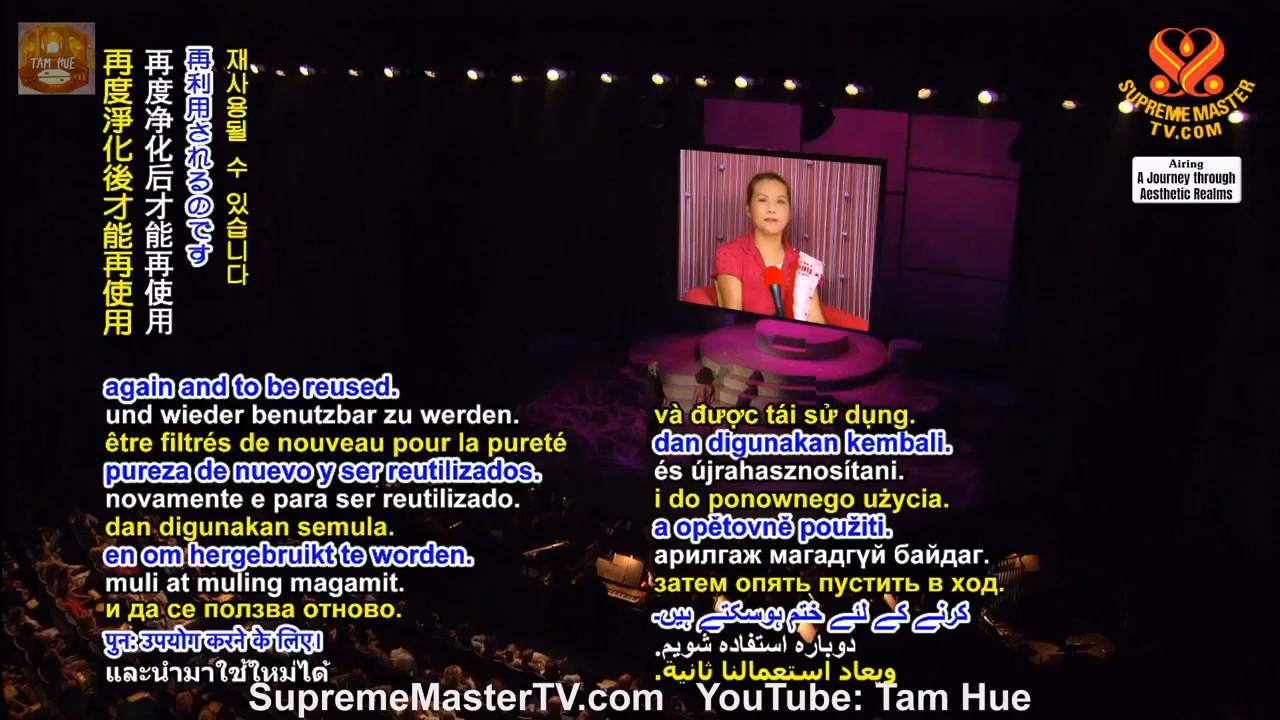 TAM HUE
再度淨化後才能再使用
再度净化后才能再使用
再利用されるのです
재사용될 수 있습니다
SUPREME MASTER
TV.COM
Airing
A Journey through
Aesthetic Realms
again and to be reused.
und wieder benutzbar zu werden.
être filtrés de nouveau pour la pureté
pureza de nuevo y ser reutilizados.
novamente e para ser reutilizado.
dan digunakan semula.
en om hergebruikt te worden.
muli at muling magamit.
и да се ползва отново.
पुन: उपयोग करने के लिए।
และนำมาใช้ใหม่ได้
và được tái sử dụng.
dan digunakan kembali.
és újrahasznosítani.
i do ponownego użycia.
a opětovně použiti.
арилгаж магадгүй байдаг.
затем опять пустить в ход.
کرنے کے لئے ختم ہوسکتے ہیں۔
دوباره استفاده شویم.
ويعاد استعمالنا ثانية.
SupremeMasterTV.com YouTube: Tam Hue